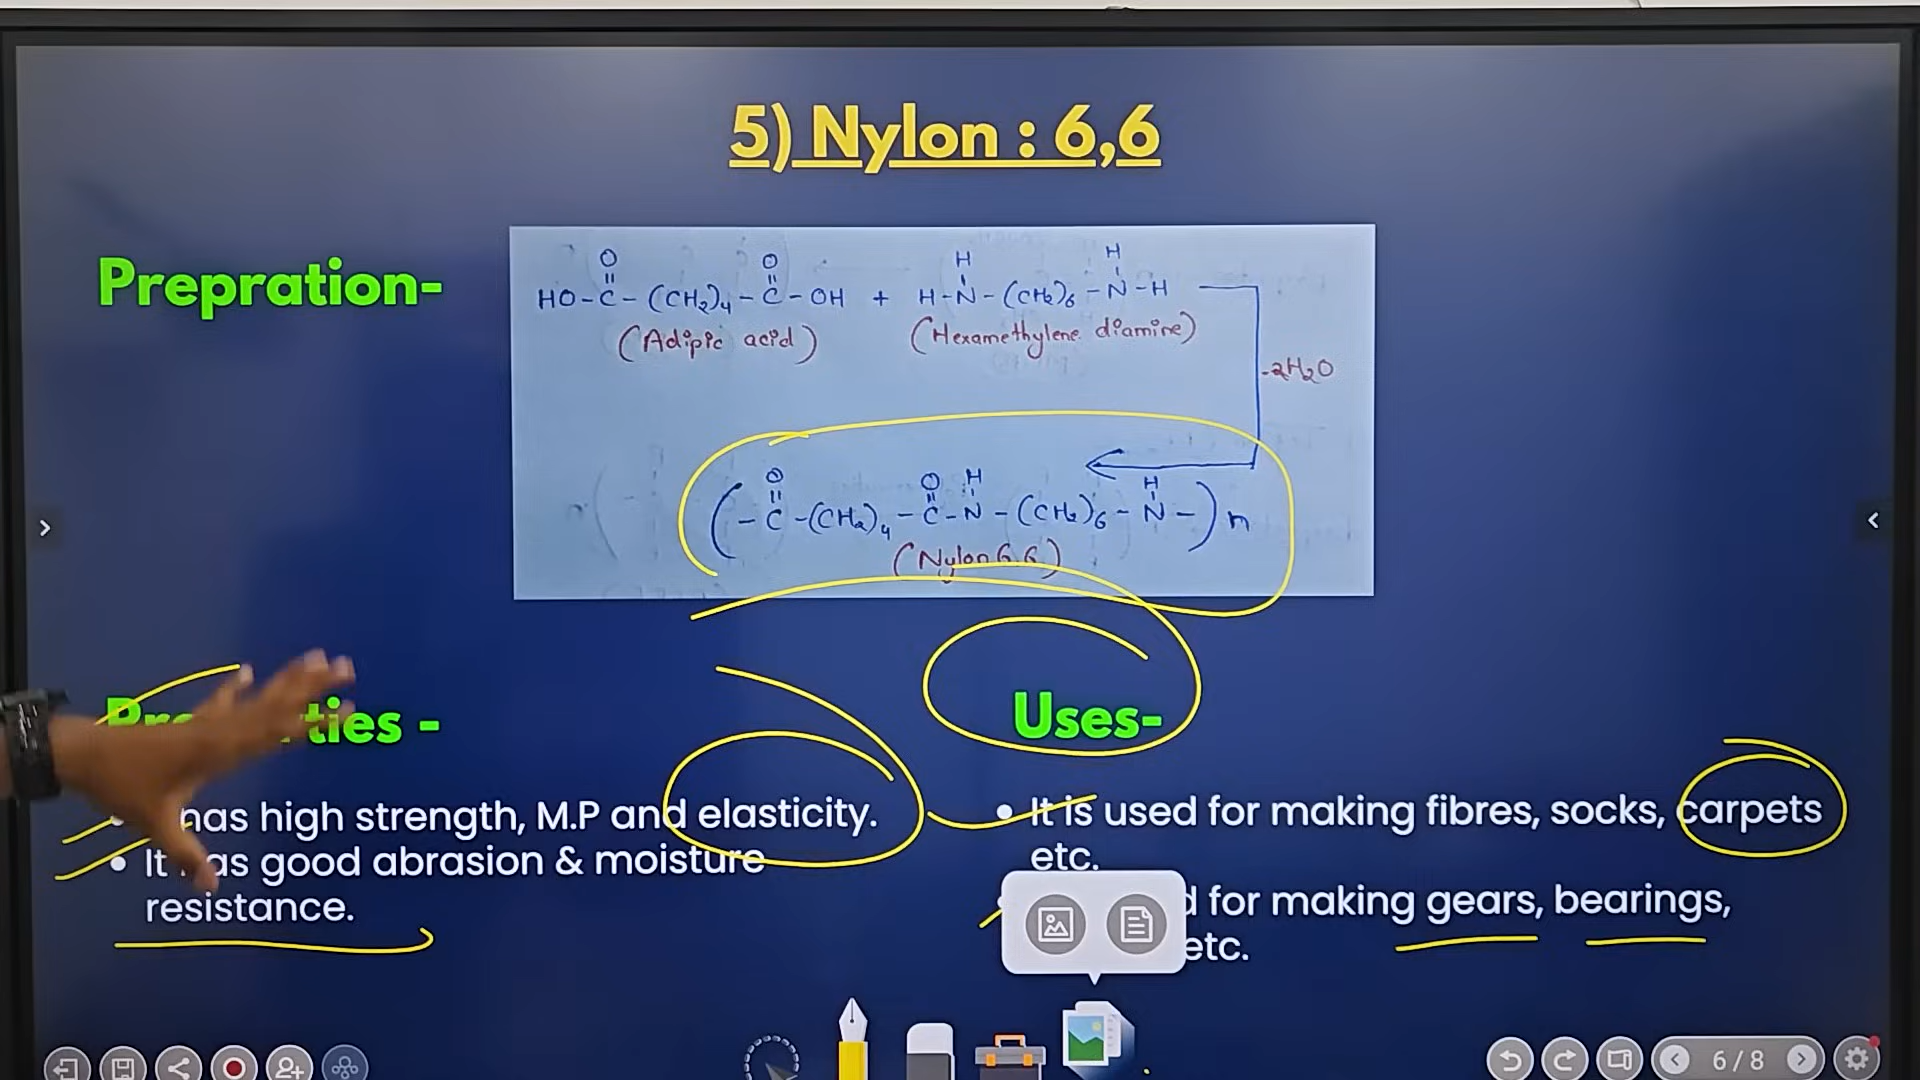 5) Nylon : 6,6
Prepration-
O O H H
HO-C-(CH2)4-C-OH + H-N-(CH2)6-N-H
(Adipic acid) (Hexamethylene diamine)
-2H2O
O O H H
(-C-(CH2)4-C-N-(CH2)6-N-)n
(Nylon 6,6)
Properties -
has high strength, M.P and elasticity.
It has good abrasion & moisture
resistance.
Uses-
It is used for making fibres, socks, carpets
etc.
for making gears, bearings,
etc.
6/8